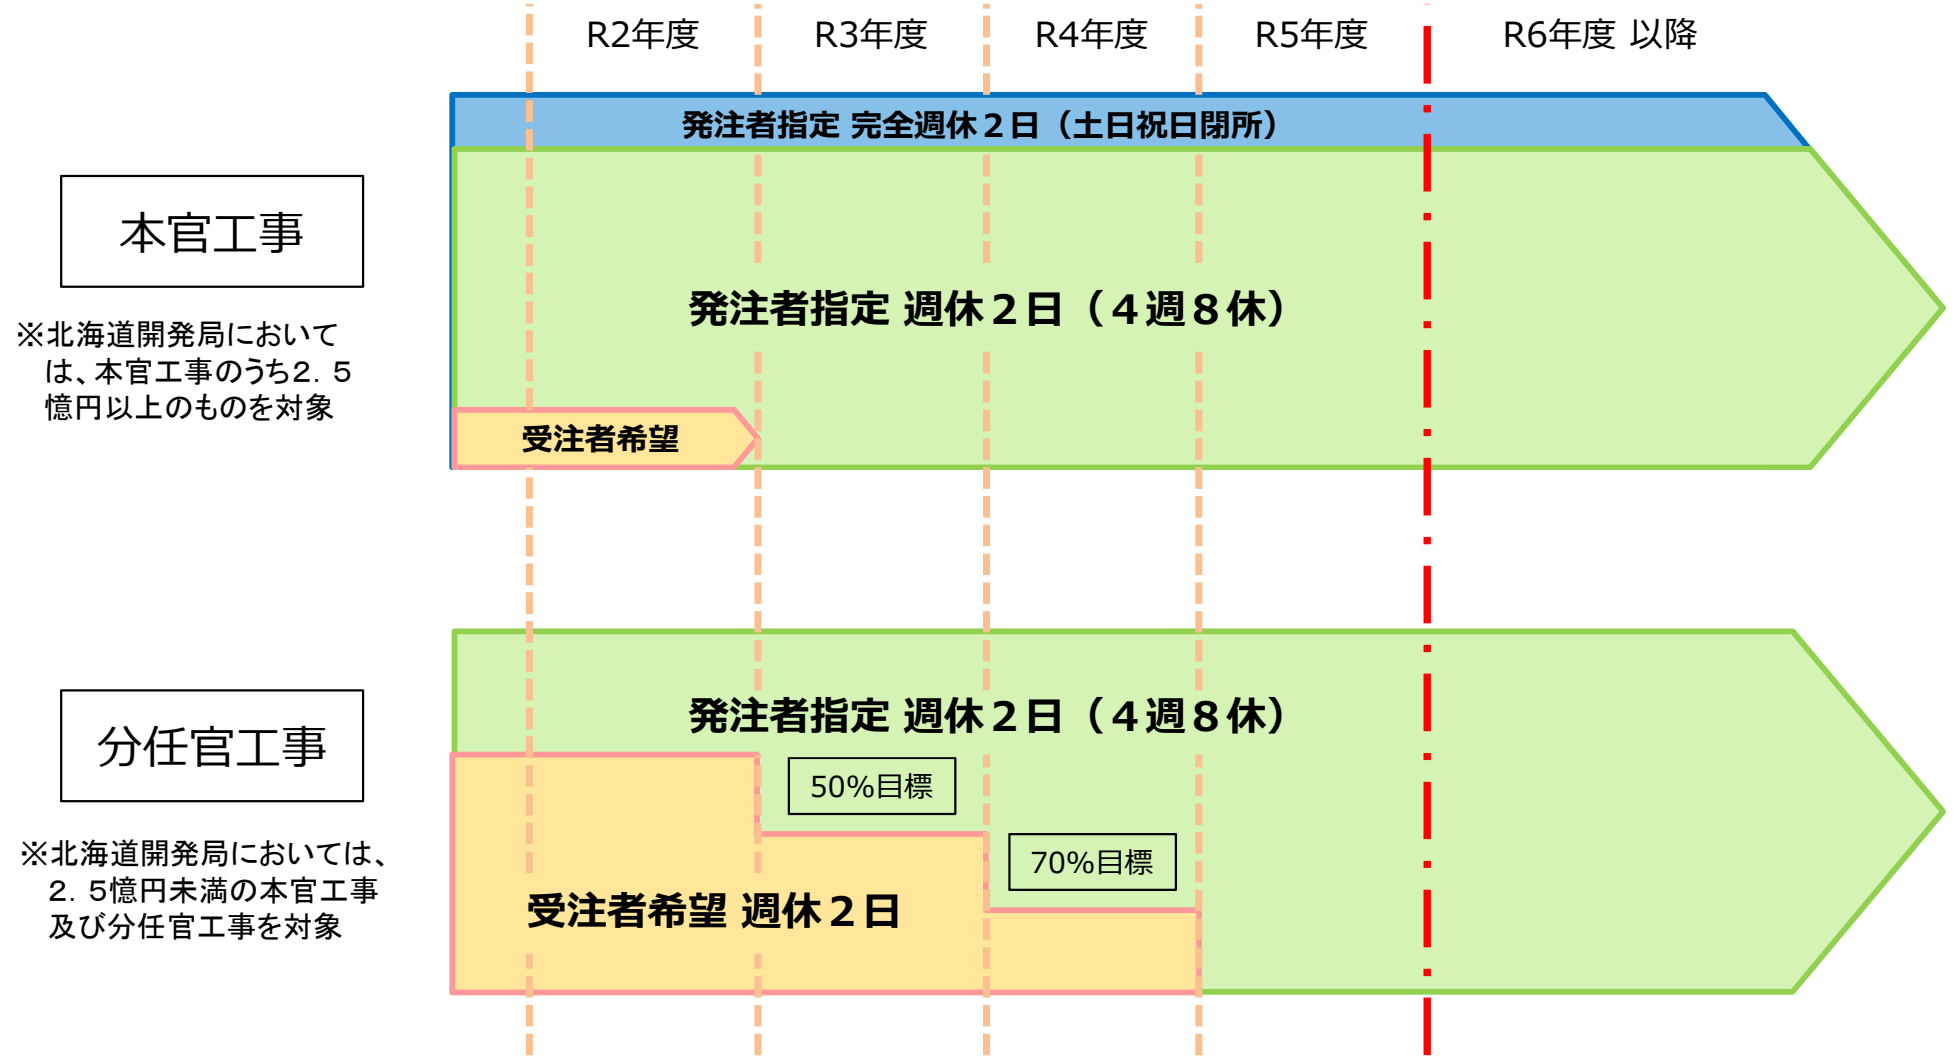 R2年度
R3年度
R4年度
R5年度
R6年度 以降
発注者指定 完全週休２日（土日祝日閉所）
本官工事
発注者指定 週休２日（４週８休）
※北海道開発局において
は、本官工事のうち２．５
憶円以上のものを対象
受注者希望
発注者指定 週休２日（４週８休）
分任官工事
50%目標
70%目標
※北海道開発局においては、
２．５憶円未満の本官工事
及び分任官工事を対象
受注者希望 週休２日